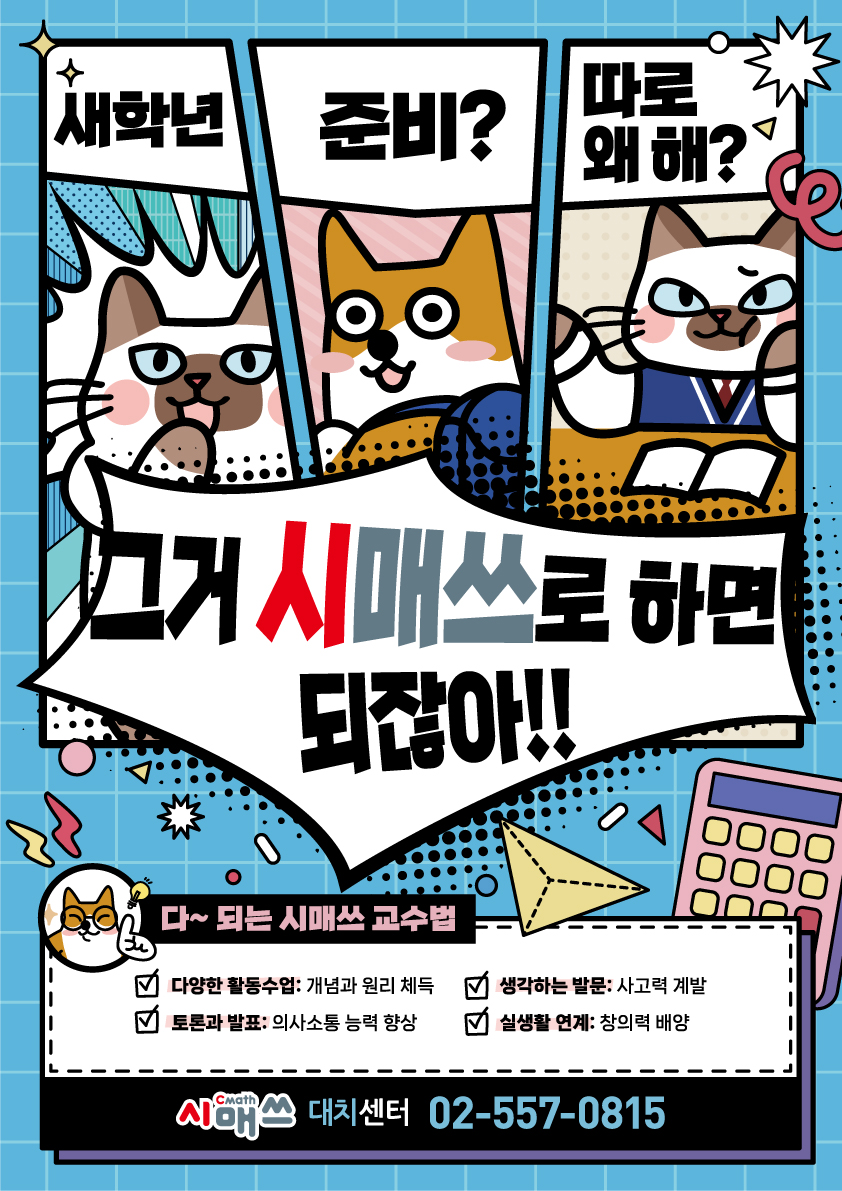 새학년
준비?
따로
왜 해?
그거 시매쓰로 하면
되잖아!!
다~ 되는 시매쓰 교수법
다양한 활동수업: 개념과 원리 체득
생각하는 발문: 사고력 계발
토론과 발표: 의사소통 능력 향상
실생활 연계: 창의력 배양
Cmath
시매쓰 대치센터 02-557-0815